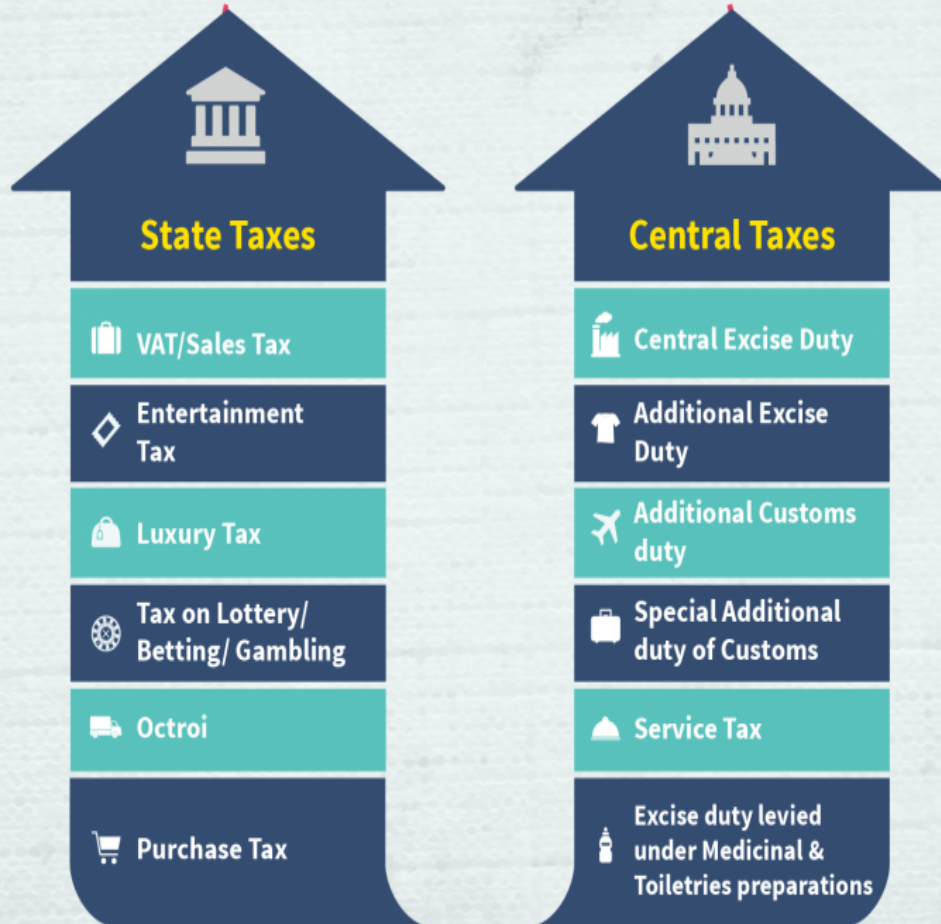 State Taxes
VAT/Sales Tax
Entertainment
Tax
Luxury Tax
Tax on Lottery/
Betting/ Gambling
Octroi
Purchase Tax
Central Taxes
Central Excise Duty
Additional Excise
Duty
Additional Customs
duty
Special Additional
duty of Customs
Service Tax
Excise duty levied
under Medicinal &
Toiletries preparations